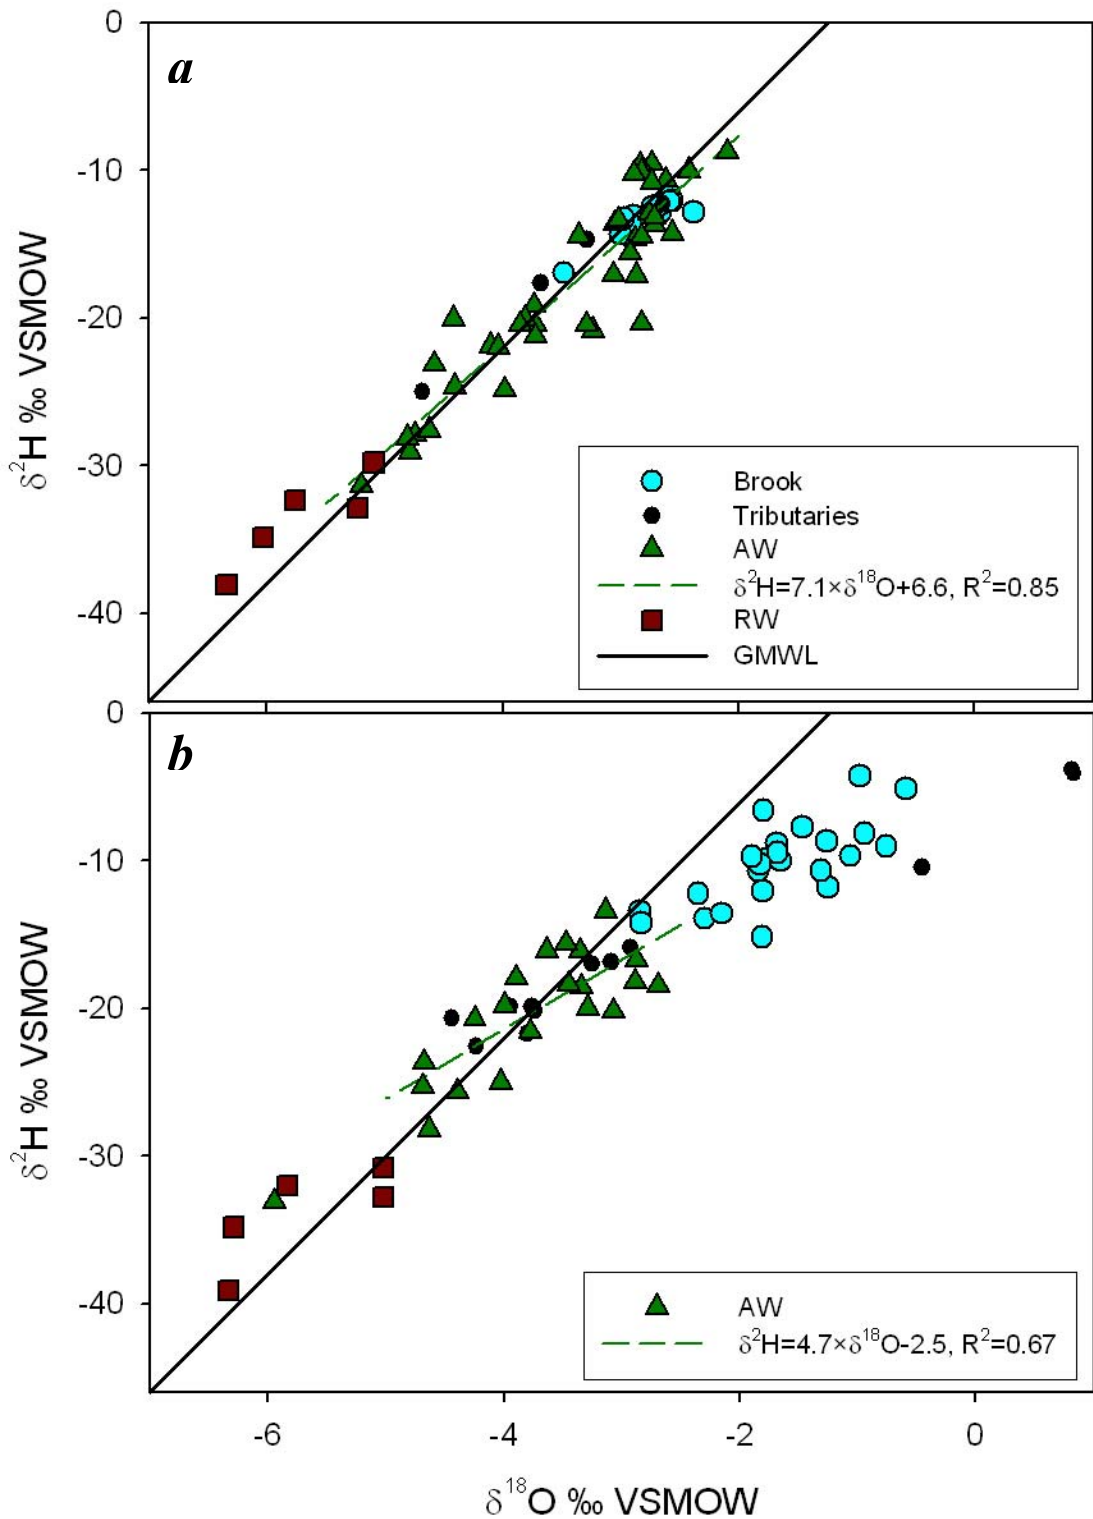 a
0
-10
-20
-30
-40
δ²H ‰ VSMOW
Brook
Tributaries
AW
δ²H=7.1×δ¹⁸O+6.6, R²=0.85
RW
GMWL
b
0
-10
-20
-30
-40
δ²H ‰ VSMOW
AW
δ²H=4.7×δ¹⁸O-2.5, R²=0.67
-6 -4 -2 0
δ¹⁸O ‰ VSMOW